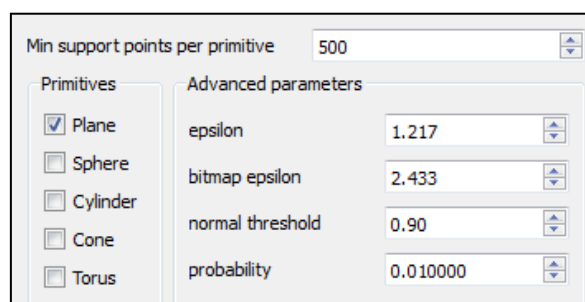 Min support points per primitive 500
Primitives Advanced parameters
Plane epsilon 1.217
Sphere bitmap epsilon 2.433
Cylinder normal threshold 0.90
Cone probability 0.010000
Torus